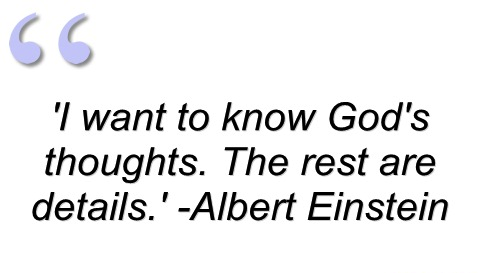 'I want to know God's
thoughts. The rest are
details.' -Albert Einstein